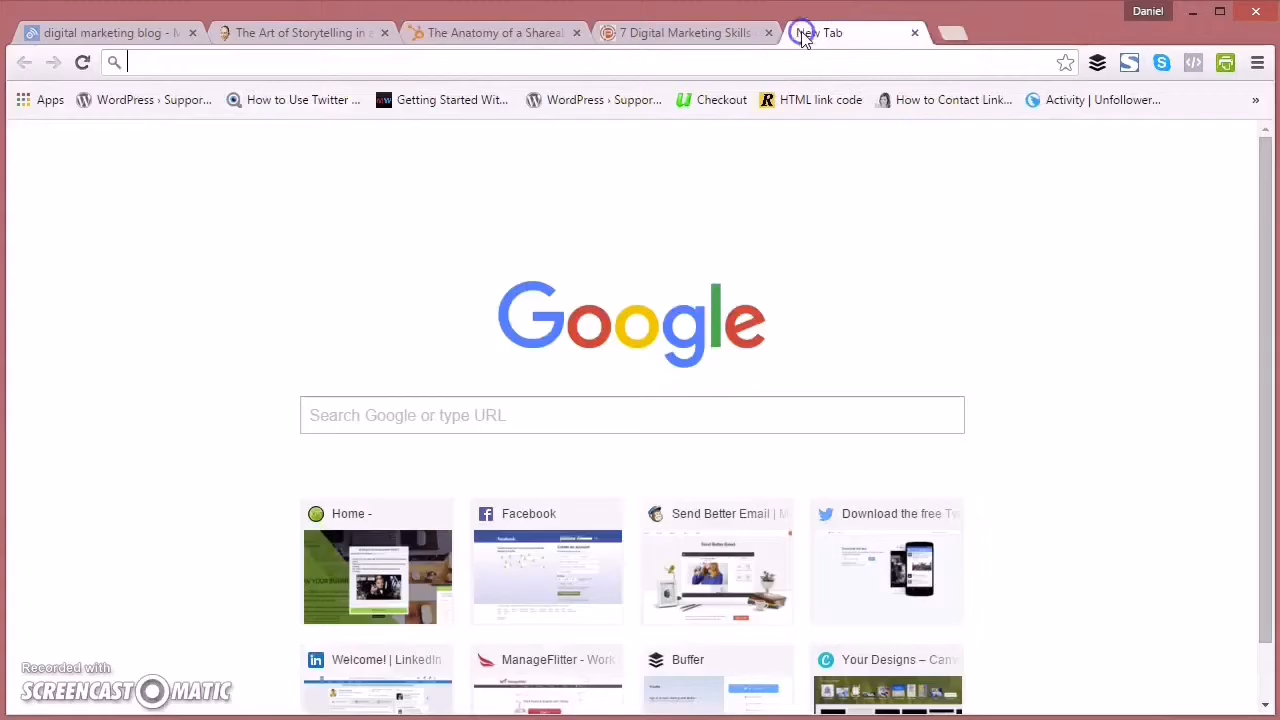 Daniel
digital marketing blog -
The Art of Storytelling in
The Anatomy of a Shareal
7 Digital Marketing Skills
New Tab
Apps
WordPress › Suppor...
How to Use Twitter ...
Getting Started Wit...
WordPress › Suppor...
Checkout
HTML link code
How to Contact Link...
Activity | Unfollower...
»
Google
Search Google or type URL
Home -
Facebook
Send Better Email | M
Download the free Tw
Welcome! | LinkedIn
ManageFlitter - Work
Buffer
Your Designs – Canv
Recorded with
SCREENCAST-O-MATIC